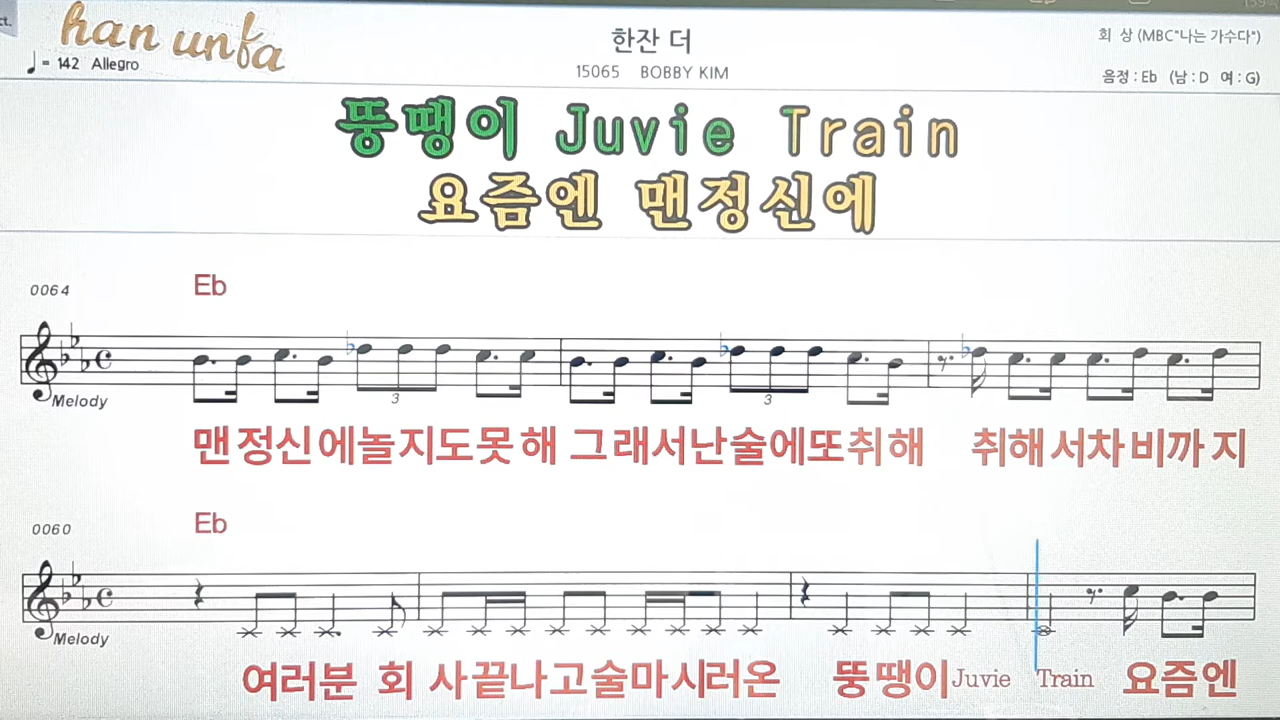 han unfa
♩= 142 Allegro
한잔 더
15065 BOBBY KIM
회 상 (MBC"나는 가수다")
음정 : Eb (남 : D 여 : G)
뚱땡이 Juvie Train
요즘엔 맨정신에
0064
Eb
3
3
Melody
맨정신에놀지도못해 그래서난술에또취해 취해서차비까지
0060
Eb
Melody
여러분 회 사끝나고술마시러온 뚱땡이Juvie Train 요즘엔